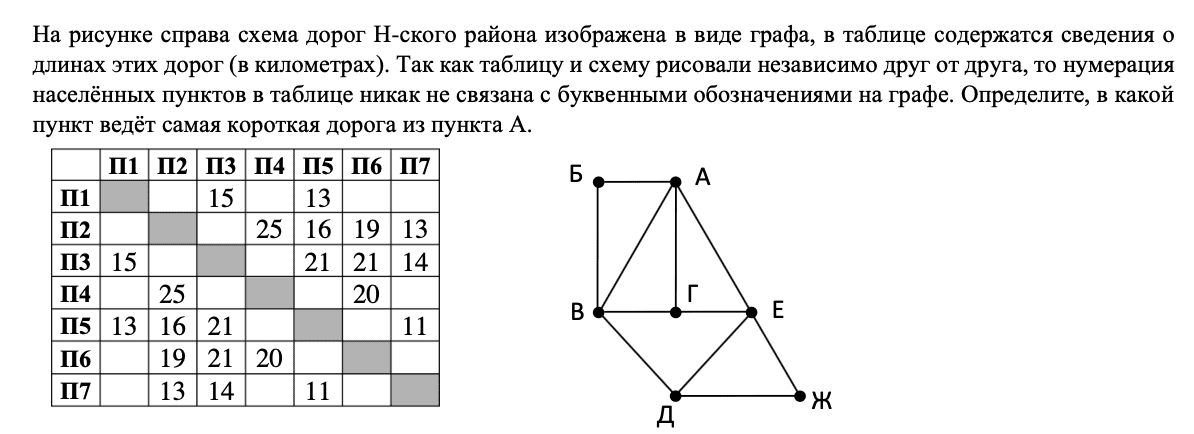 На рисунке справа схема дорог Н-ского района изображена в виде графа, в таблице содержатся сведения о
длинах этих дорог (в километрах). Так как таблицу и схему рисовали независимо друг от друга, то нумерация
населённых пунктов в таблице никак не связана с буквенными обозначениями на графе. Определите, в какой
пункт ведёт самая короткая дорога из пункта А.
П1 П2 П3 П4 П5 П6 П7
П1 15 13
П2 25 16 19 13
П3 15 21 21 14
П4 25 20
П5 13 16 21 11
П6 19 21 20
П7 13 14 11
Б А
В Г Е
Д Ж